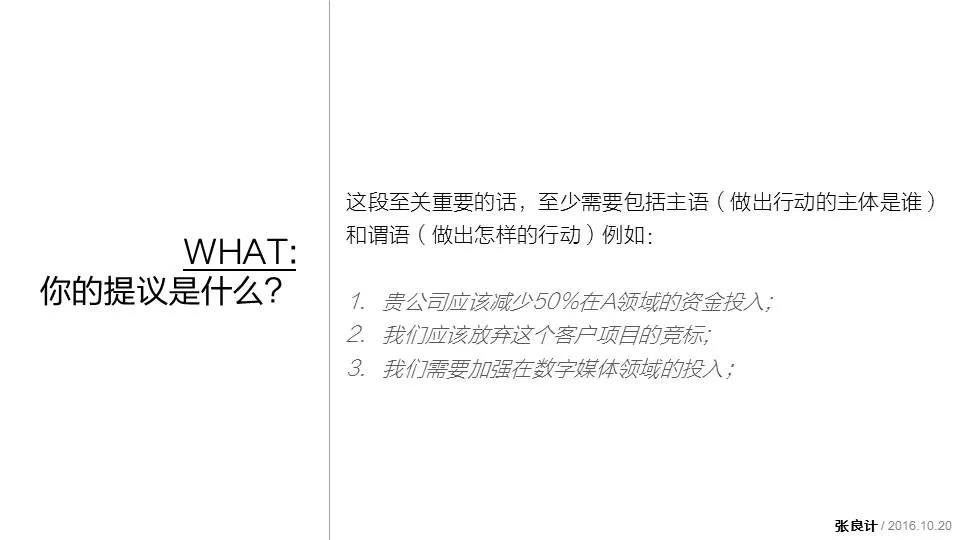 WHAT:
你的提议是什么?
这段至关重要的话，至少需要包括主语（做出行动的主体是谁）
和谓语（做出怎样的行动）例如：
1. 贵公司应该减少50%在A领域的资金投入；
2. 我们应该放弃这个客户项目的竞标；
3. 我们需要加强在数字媒体领域的投入；
张良计 / 2016.10.20